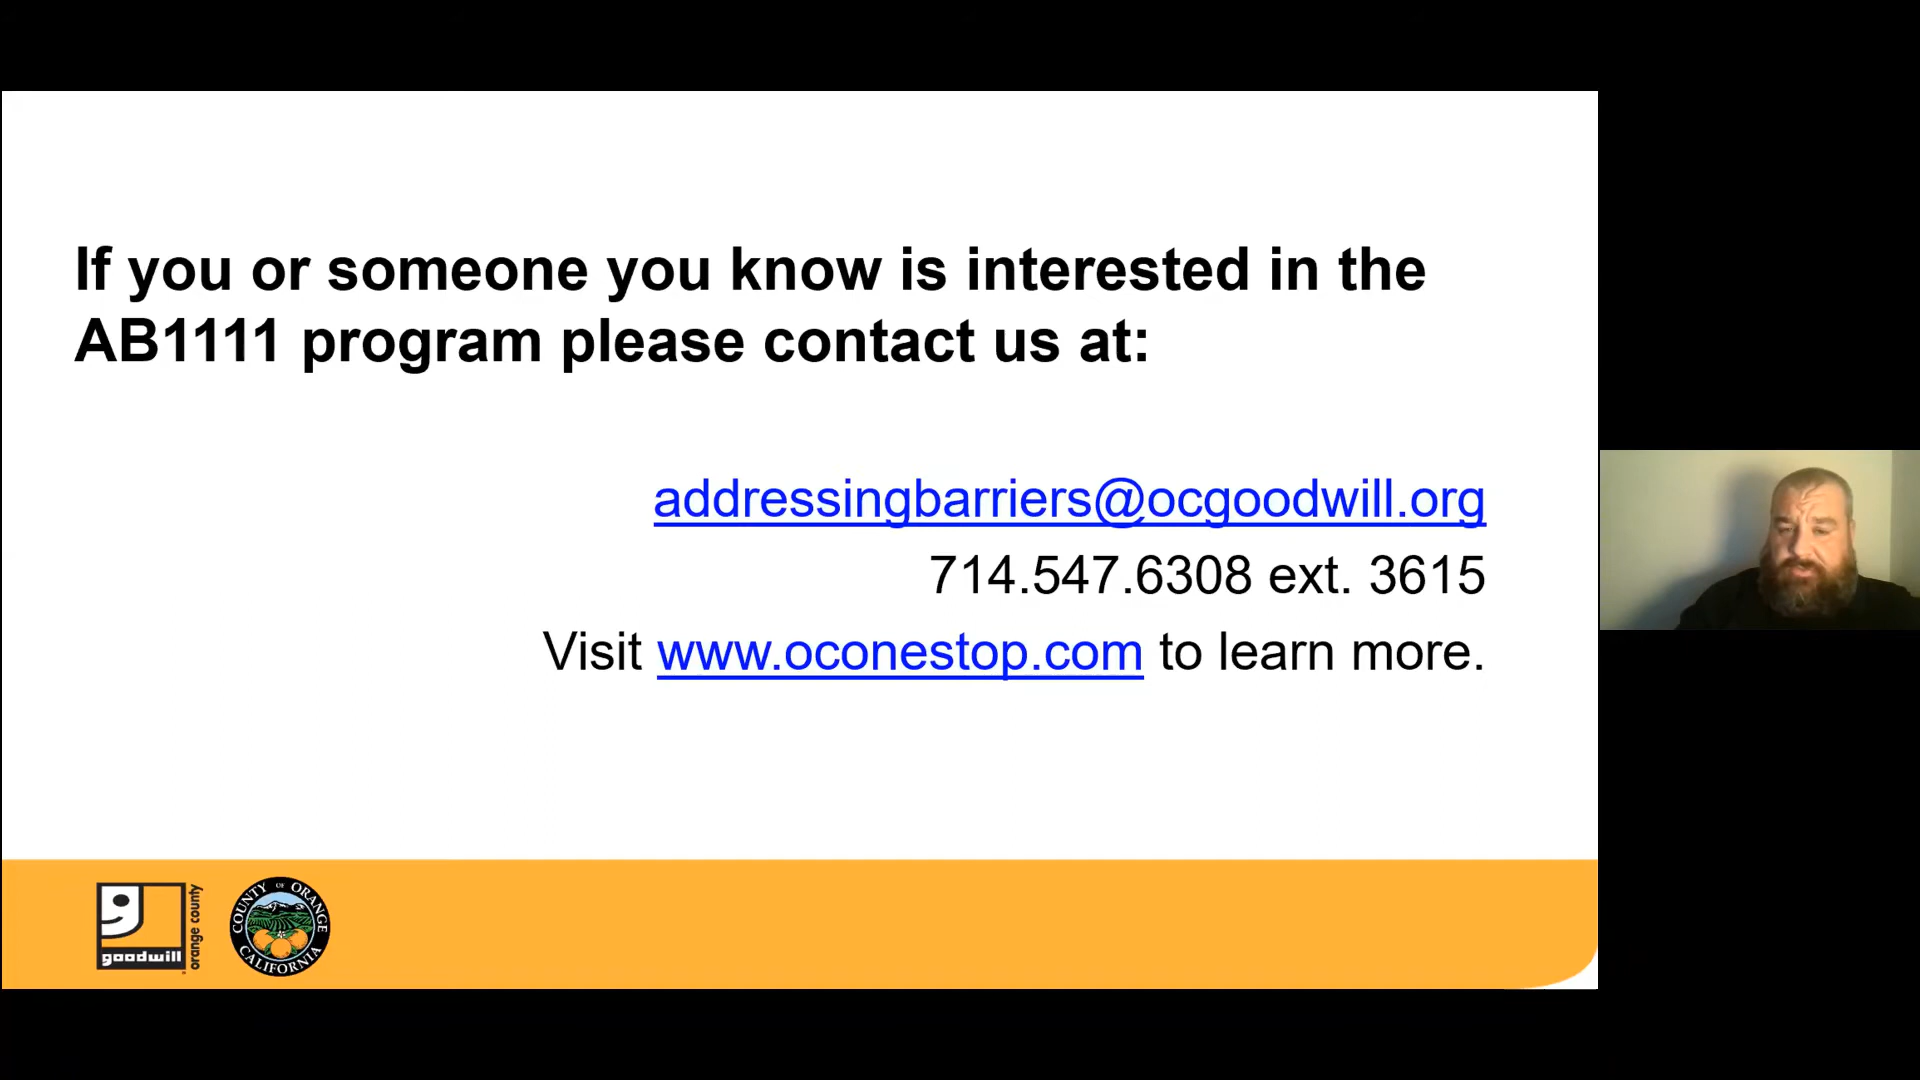 If you or someone you know is interested in the
AB1111 program please contact us at:
addressingbarriers@ocgoodwill.org
714.547.6308 ext. 3615
Visit www.oconestop.com to learn more.
goodwill
orange county
COUNTY OF ORANGE
CALIFORNIA